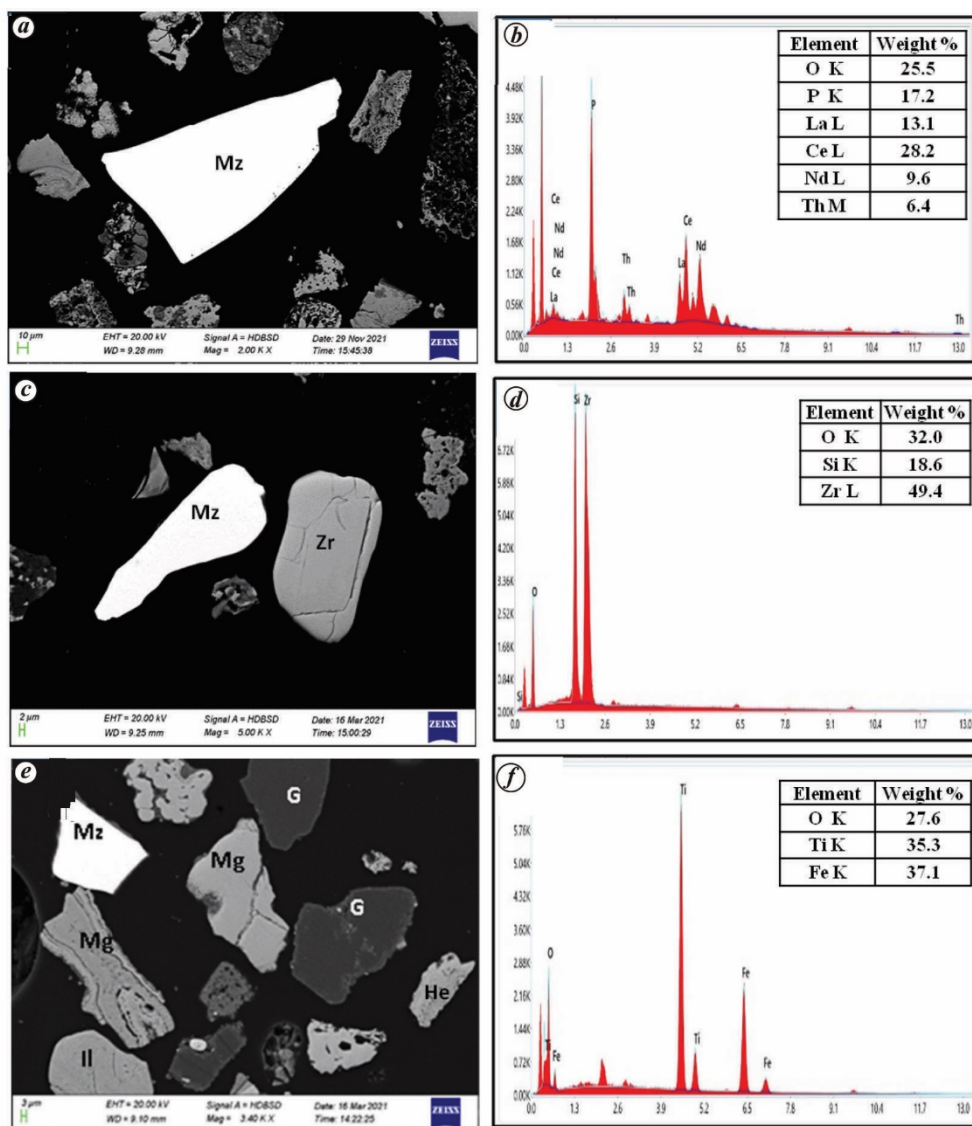 a
Mz
10 µm
EHT = 20.00 kV
WD = 9.28 mm
Signal A = HDBSD
Mag = 2.00 K X
Date: 29 Nov 2021
Time: 15:45:38
ZEISS
b
Element Weight %
O K 25.5
P K 17.2
La L 13.1
Ce L 28.2
Nd L 9.6
Th M 6.4
4.48K
3.92K
3.36K
2.80K
2.24K
1.68K
1.12K
0.56K
0.00K
P
Ce
Nd
Nd
Ce
La
Th
Th
La
Ce
Nd
Th
0.0 1.3 2.6 3.9 5.2 6.5 7.8 9.1 10.4 11.7 13.0
c
Mz
Zr
2 µm
EHT = 20.00 kV
WD = 9.25 mm
Signal A = HDBSD
Mag = 5.00 K X
Date: 16 Mar 2021
Time: 15:00:29
ZEISS
d
Element Weight %
O K 32.0
Si K 18.6
Zr L 49.4
6.72K
5.88K
5.04K
4.20K
3.36K
2.52K
1.68K
0.84K
0.00K
Si Zr
O
Si
0.0 1.3 2.6 3.9 5.2 6.5 7.8 9.1 10.4 11.7 13.0
e
G
Mz
Mg
G
Mg
He
Il
3 µm
EHT = 20.00 kV
WD = 9.10 mm
Signal A = HDBSD
Mag = 3.40 K X
Date: 16 Mar 2021
Time: 14:22:25
ZEISS
f
Element Weight %
O K 27.6
Ti K 35.3
Fe K 37.1
5.76K
5.04K
4.32K
3.60K
2.88K
2.16K
1.44K
0.72K
0.00K
Ti
O
Fe
Ti
Fe
Ti
Fe
0.0 1.3 2.6 3.9 5.2 6.5 7.8 9.1 10.4 11.7 13.0